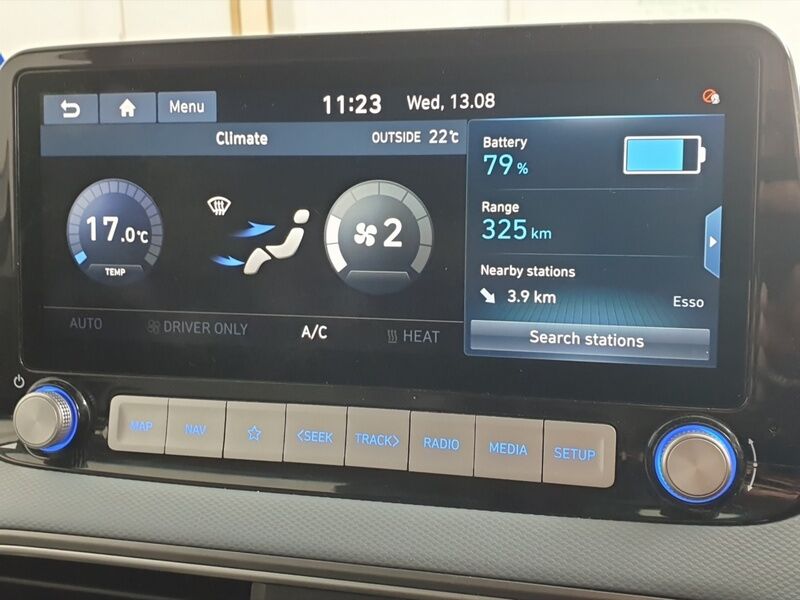 Menu 11:23 Wed, 13.08
Climate OUTSIDE 22°c
Battery
79 %
Range
325 km
Nearby stations
3.9 km Esso
Search stations
17.0°c
TEMP
2
AUTO DRIVER ONLY A/C HEAT
MAP NAV <SEEK TRACK> RADIO MEDIA SETUP